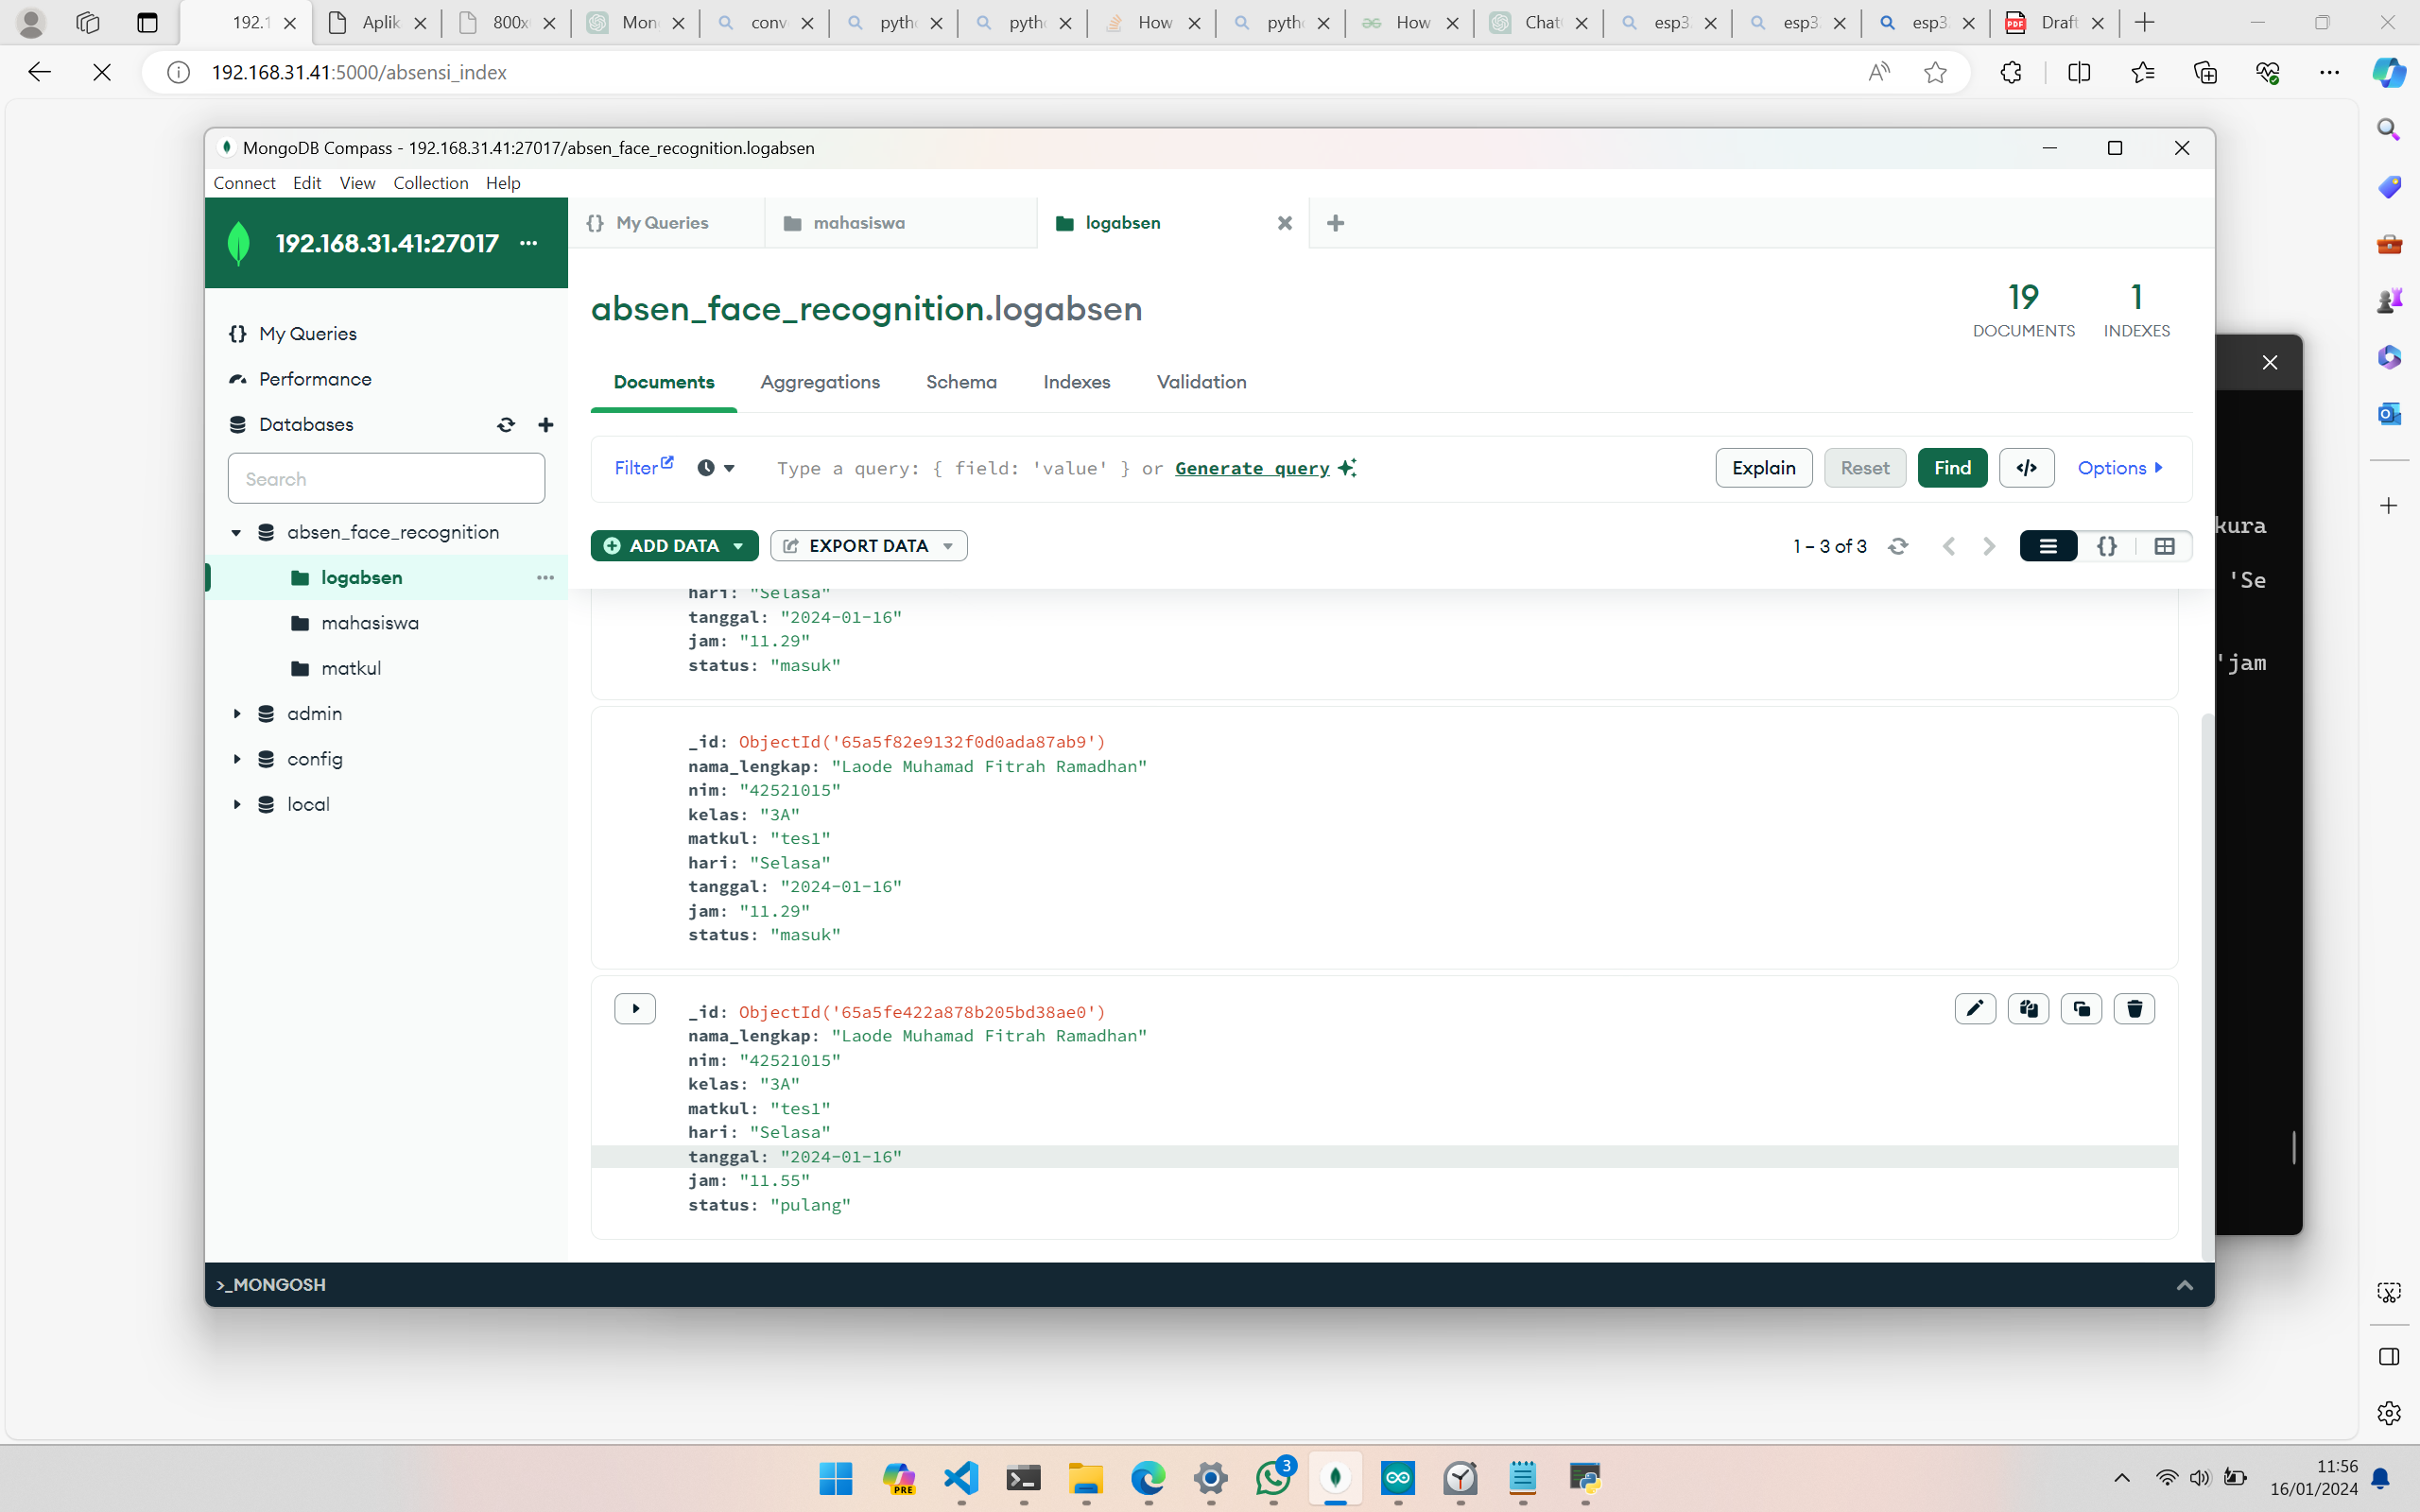 192.1
Aplik
800x
Mon
conv
pyth
pyth
How
pyth
How
Chat
esp3
esp3
esp3
Draft
192.168.31.41:5000/absensi_index
MongoDB Compass - 192.168.31.41:27017/absen_face_recognition.logabsen
Connect Edit View Collection Help
192.168.31.41:27017
My Queries
mahasiswa
logabsen
My Queries
Performance
Databases
Search
absen_face_recognition
logabsen
mahasiswa
matkul
admin
config
local
absen_face_recognition.logabsen
19
DOCUMENTS
1
INDEXES
Documents Aggregations Schema Indexes Validation
Filter
Type a query: { field: 'value' } or Generate query
Explain Reset Find </> Options
ADD DATA EXPORT DATA
1 – 3 of 3
hari: "Selasa"
tanggal: "2024-01-16"
jam: "11.29"
status: "masuk"
_id: ObjectId('65a5f82e9132f0d0ada87ab9')
nama_lengkap: "Laode Muhamad Fitrah Ramadhan"
nim: "42521015"
kelas: "3A"
matkul: "tes1"
hari: "Selasa"
tanggal: "2024-01-16"
jam: "11.29"
status: "masuk"
_id: ObjectId('65a5fe422a878b205bd38ae0')
nama_lengkap: "Laode Muhamad Fitrah Ramadhan"
nim: "42521015"
kelas: "3A"
matkul: "tes1"
hari: "Selasa"
tanggal: "2024-01-16"
jam: "11.55"
status: "pulang"
>_MONGOSH
kura
'Se
'jam
PRE
3
11:56
16/01/2024